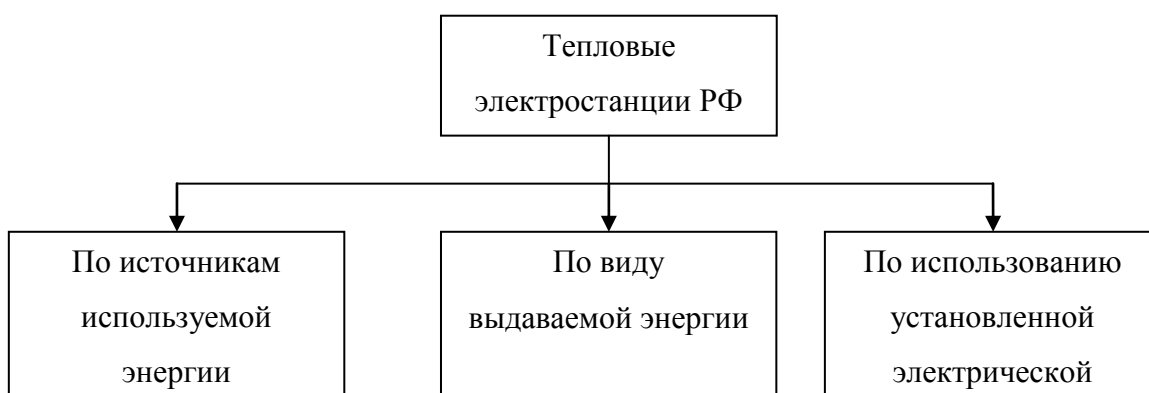 Тепловые
электростанции РФ
По источникам
используемой
энергии
По виду
выдаваемой энергии
По использованию
установленной
электрической